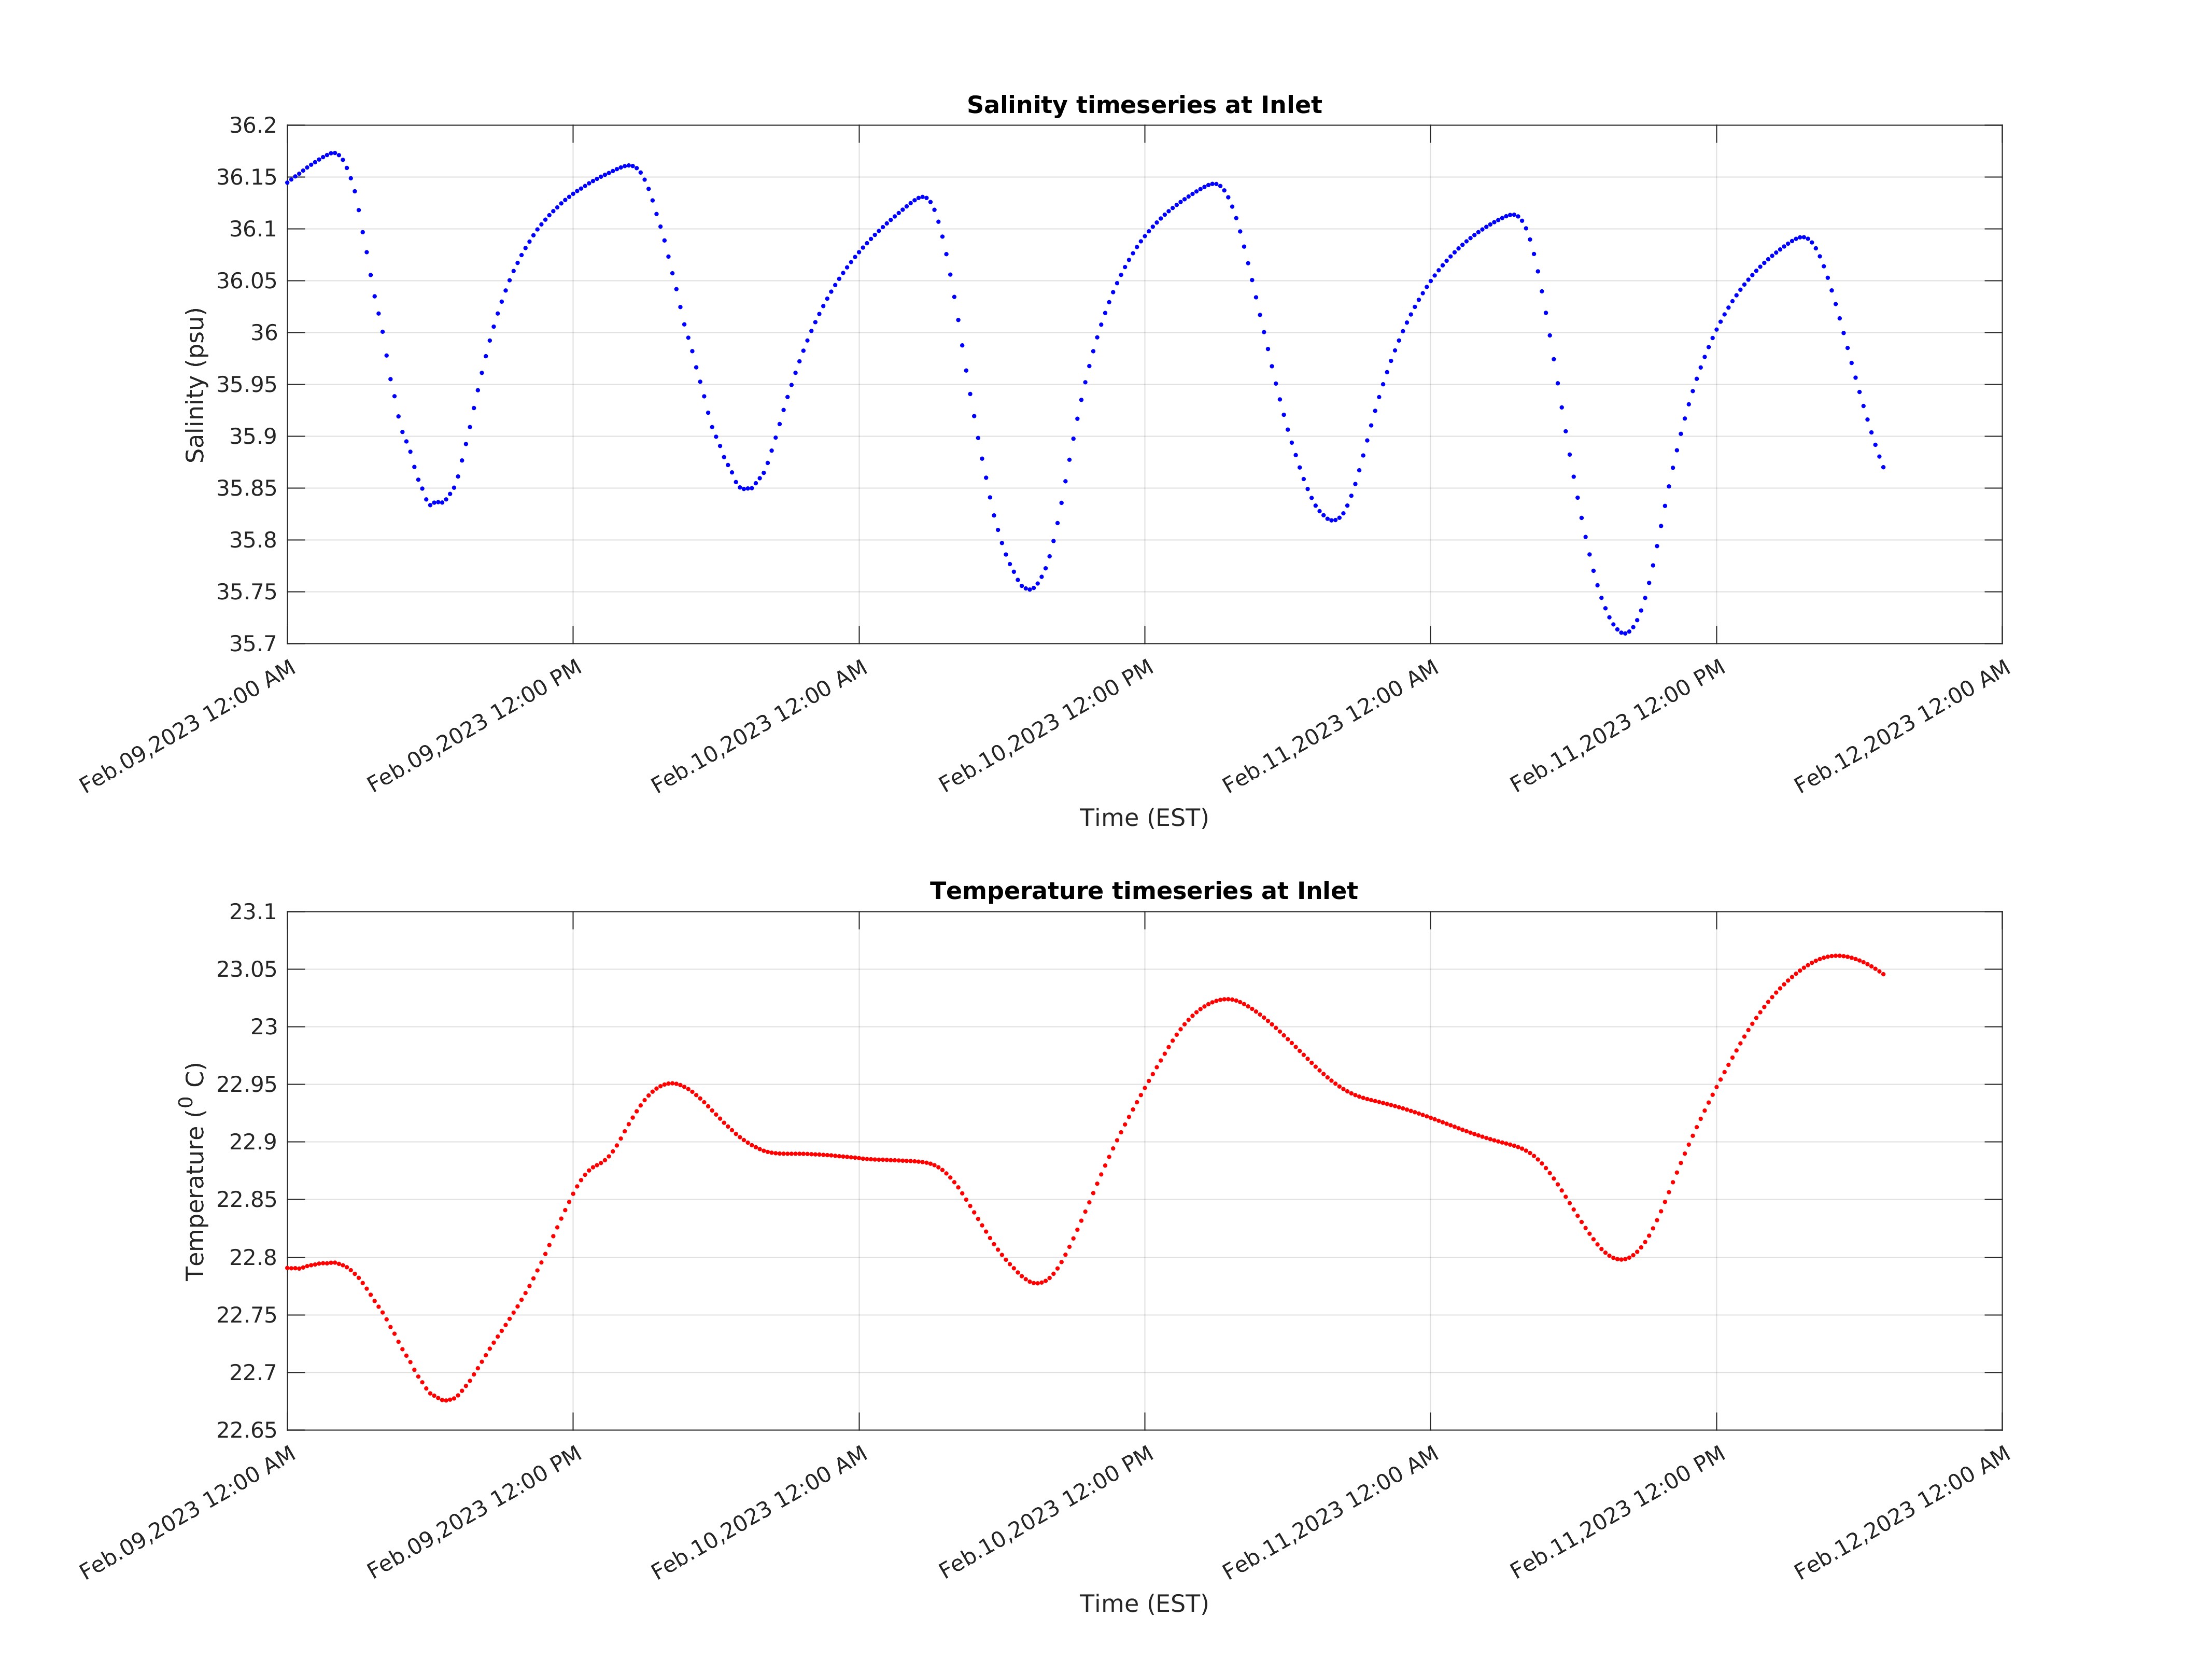 Salinity timeseries at Inlet
36.2
36.15
36.1
36.05
36
35.95
35.9
35.85
35.8
35.75
35.7
Salinity (psu)
Feb.09,2023 12:00 AM
Feb.09,2023 12:00 PM
Feb.10,2023 12:00 AM
Feb.10,2023 12:00 PM
Feb.11,2023 12:00 AM
Feb.11,2023 12:00 PM
Feb.12,2023 12:00 AM
Time (EST)
Temperature timeseries at Inlet
23.1
23.05
23
22.95
22.9
22.85
22.8
22.75
22.7
22.65
Temperature (⁰ C)
Feb.09,2023 12:00 AM
Feb.09,2023 12:00 PM
Feb.10,2023 12:00 AM
Feb.10,2023 12:00 PM
Feb.11,2023 12:00 AM
Feb.11,2023 12:00 PM
Feb.12,2023 12:00 AM
Time (EST)